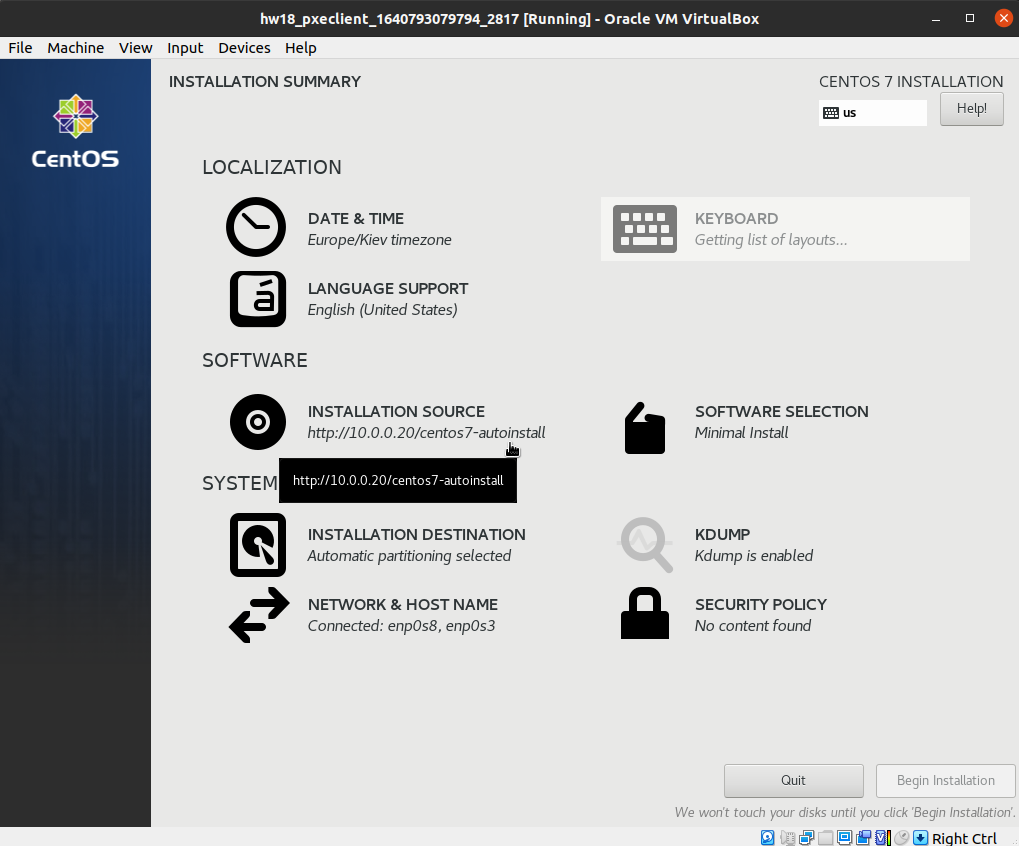 hw18_pxeclient_1640793079794_2817 [Running] - Oracle VM VirtualBox
File Machine View Input Devices Help
CentOS
INSTALLATION SUMMARY
CENTOS 7 INSTALLATION
us
Help!
LOCALIZATION
DATE & TIME
Europe/Kiev timezone
KEYBOARD
Getting list of layouts...
LANGUAGE SUPPORT
English (United States)
SOFTWARE
INSTALLATION SOURCE
http://10.0.0.20/centos7-autoinstall
SOFTWARE SELECTION
Minimal Install
SYSTEM
http://10.0.0.20/centos7-autoinstall
INSTALLATION DESTINATION
Automatic partitioning selected
KDUMP
Kdump is enabled
NETWORK & HOST NAME
Connected: enp0s8, enp0s3
SECURITY POLICY
No content found
Quit
Begin Installation
We won't touch your disks until you click 'Begin Installation'.
Right Ctrl